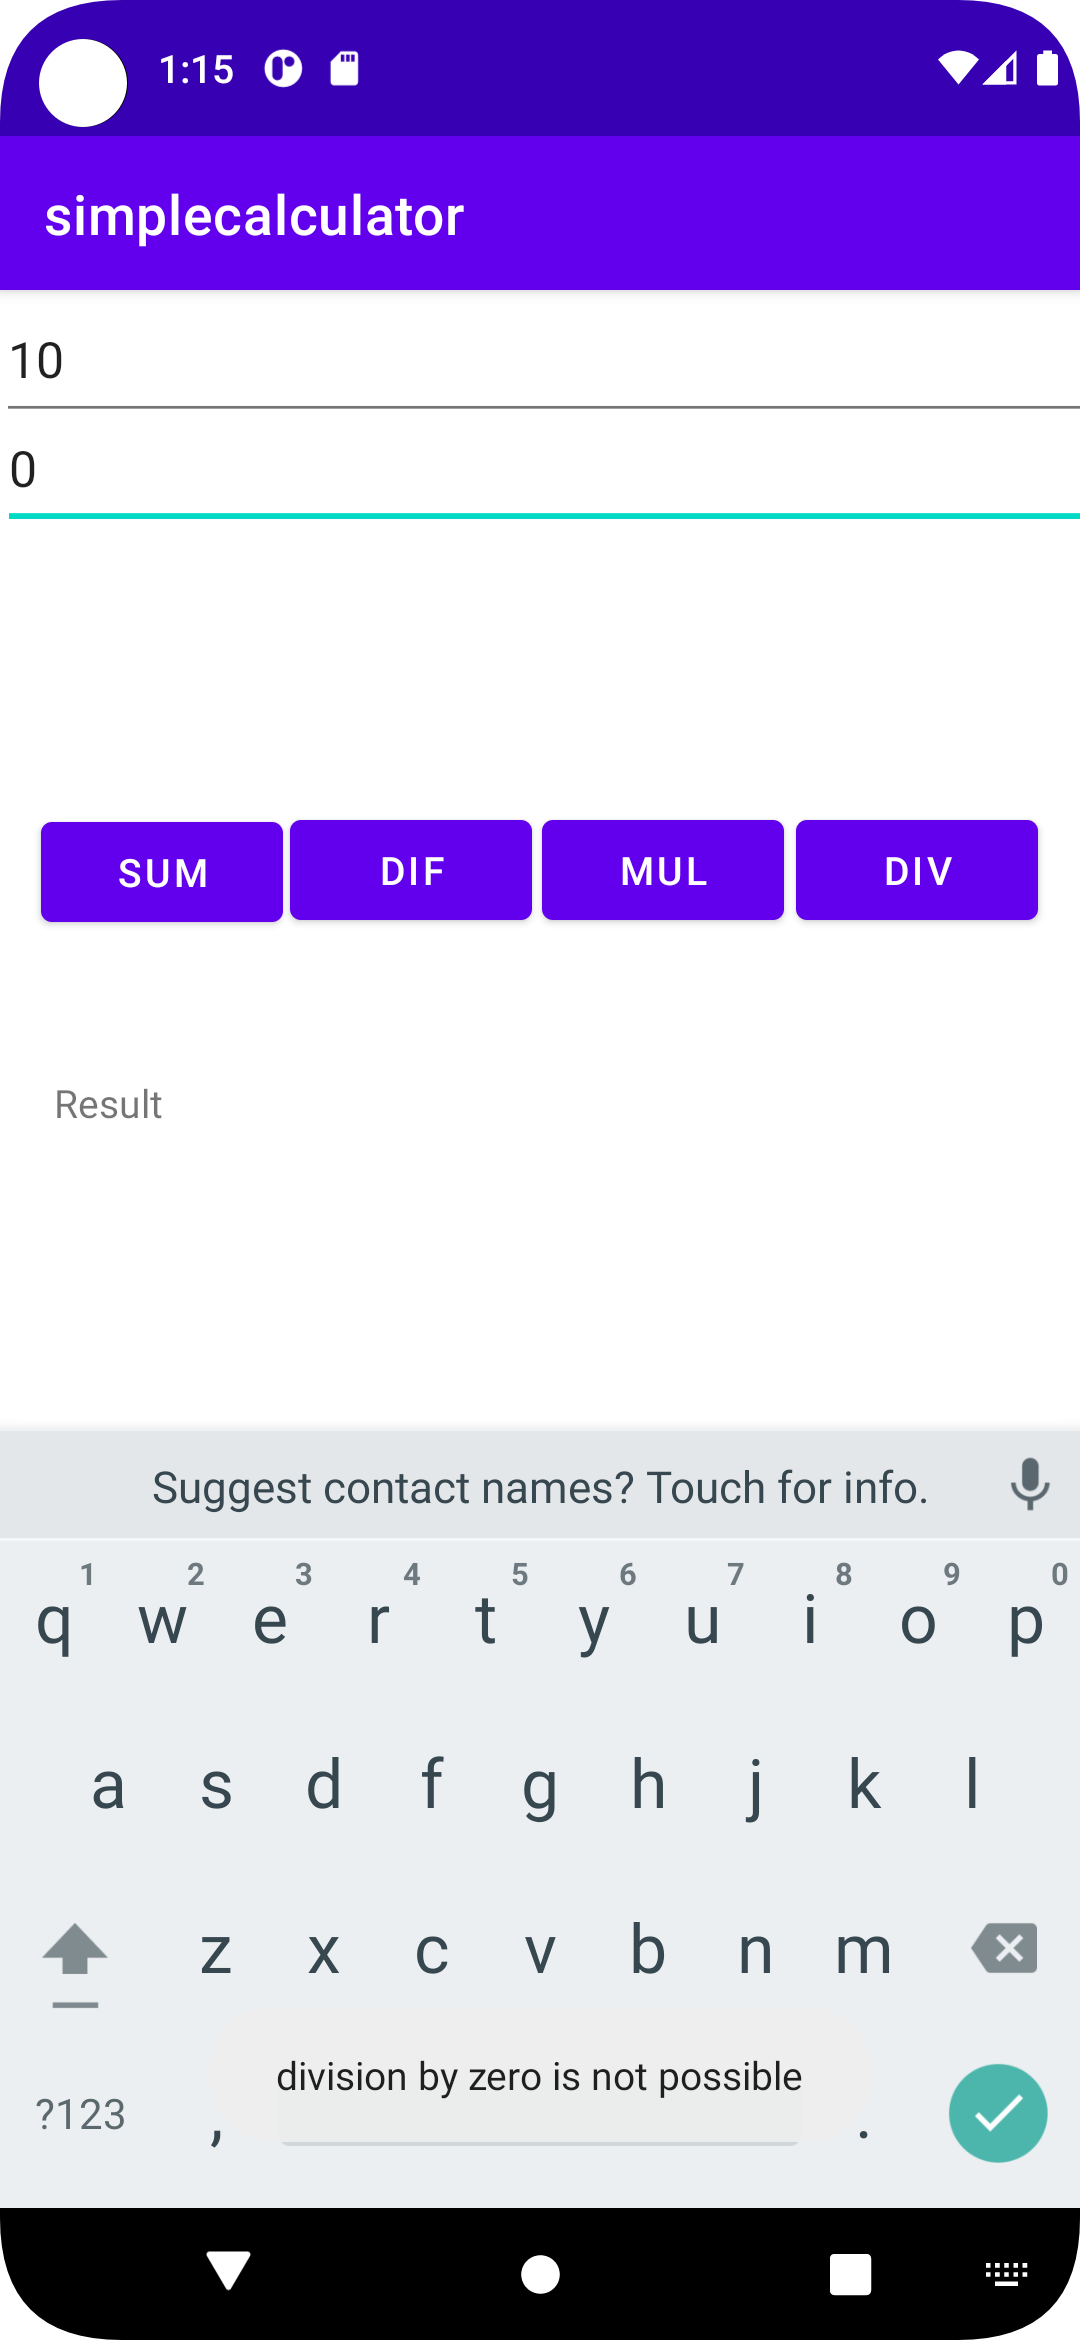 1:15
simplecalculator
10
0
SUM DIF MUL DIV
Result
Suggest contact names? Touch for info.
1 2 3 4 5 6 7 8 9 0
q w e r t y u i o p
a s d f g h j k l
z x c v b n m
division by zero is not possible
?123 , .